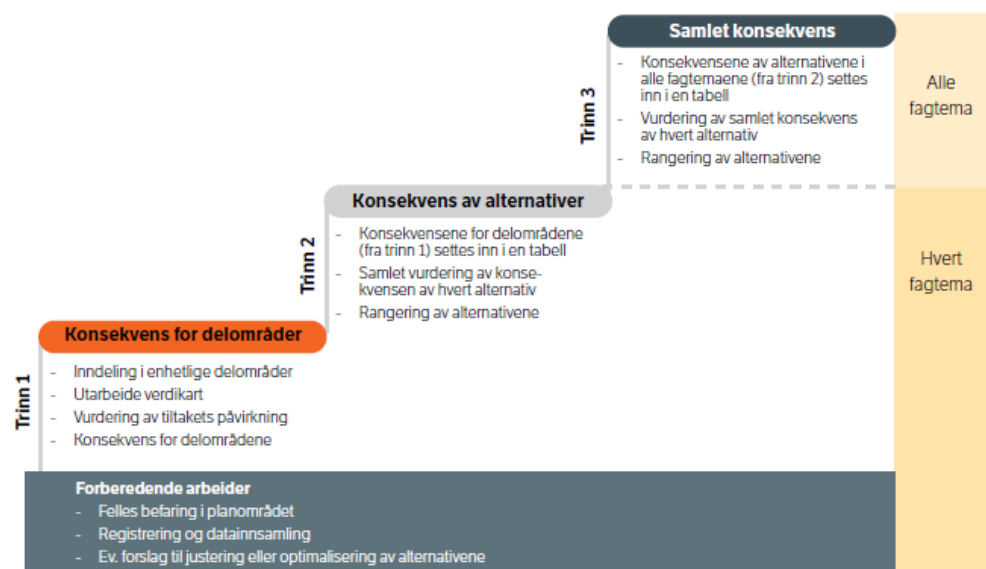 Samlet konsekvens
- Konsekvensene av alternativene i
alle fagtemaene (fra trinn 2) settes
inn i en tabell
- Vurdering av samlet konsekvens
av hvert alternativ
- Rangering av alternativene
Trinn 3
Alle
fagtema
Konsekvens av alternativer
- Konsekvensene for delområdene
(fra trinn 1) settes inn i en tabell
- Samlet vurdering av konse-
kvensen av hvert alternativ
- Rangering av alternativene
Trinn 2
Hvert
fagtema
Konsekvens for delområder
- Inndeling i enhetlige delområder
- Utarbeide verdikart
- Vurdering av tiltakets påvirkning
- Konsekvens for delområdene
Trinn 1
Forberedende arbeider
- Felles befaring i planområdet
- Registrering og datainnsamling
- Ev. forslag til justering eller optimalisering av alternativene